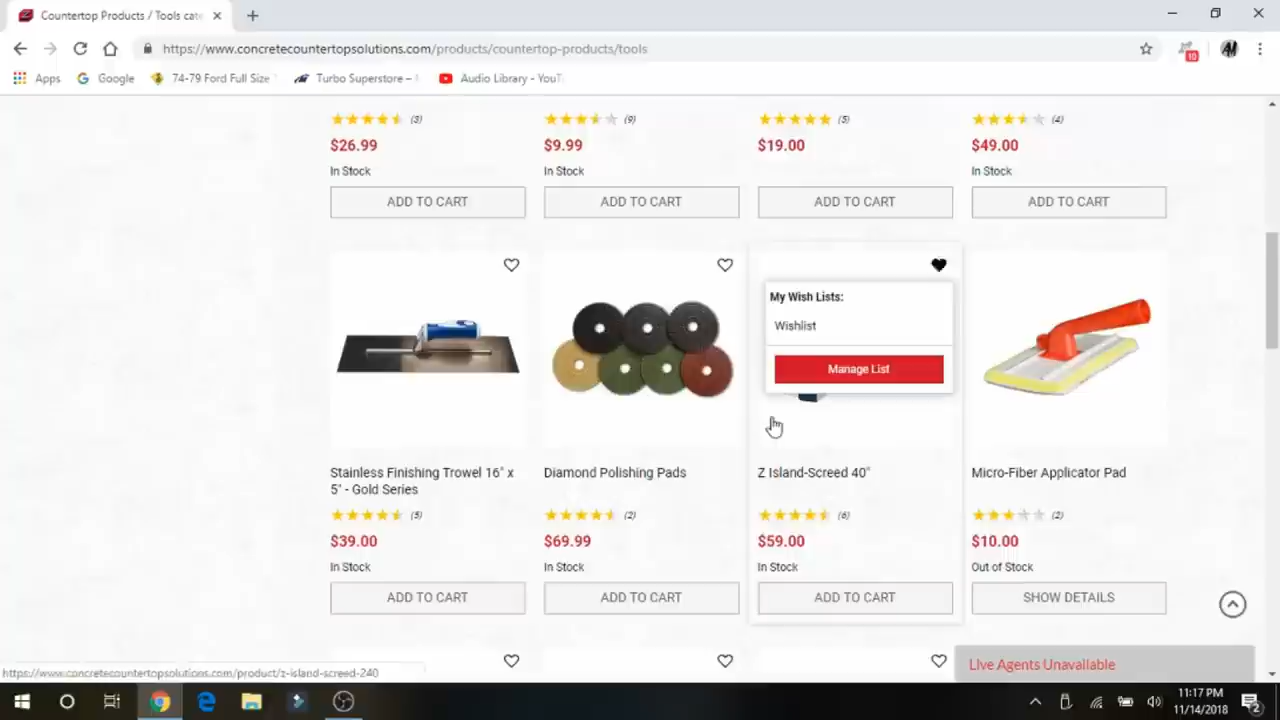 Countertop Products / Tools cate
https://www.concretecountertopsolutions.com/products/countertop-products/tools
10
Apps
Google
74-79 Ford Full Size
Turbo Superstore –
Audio Library - YouT
(3)
(9)
(5)
(4)
$26.99
$9.99
$19.00
$49.00
In Stock
In Stock
In Stock
ADD TO CART
ADD TO CART
ADD TO CART
ADD TO CART
My Wish Lists:
Wishlist
Manage List
Stainless Finishing Trowel 16" x
5" - Gold Series
Diamond Polishing Pads
Z Island-Screed 40"
Micro-Fiber Applicator Pad
(5)
(2)
(6)
(2)
$39.00
$69.99
$59.00
$10.00
In Stock
In Stock
In Stock
Out of Stock
ADD TO CART
ADD TO CART
ADD TO CART
SHOW DETAILS
https://www.concretecountertopsolutions.com/product/z-island-screed-240
Live Agents Unavailable
11:17 PM
11/14/2018
2